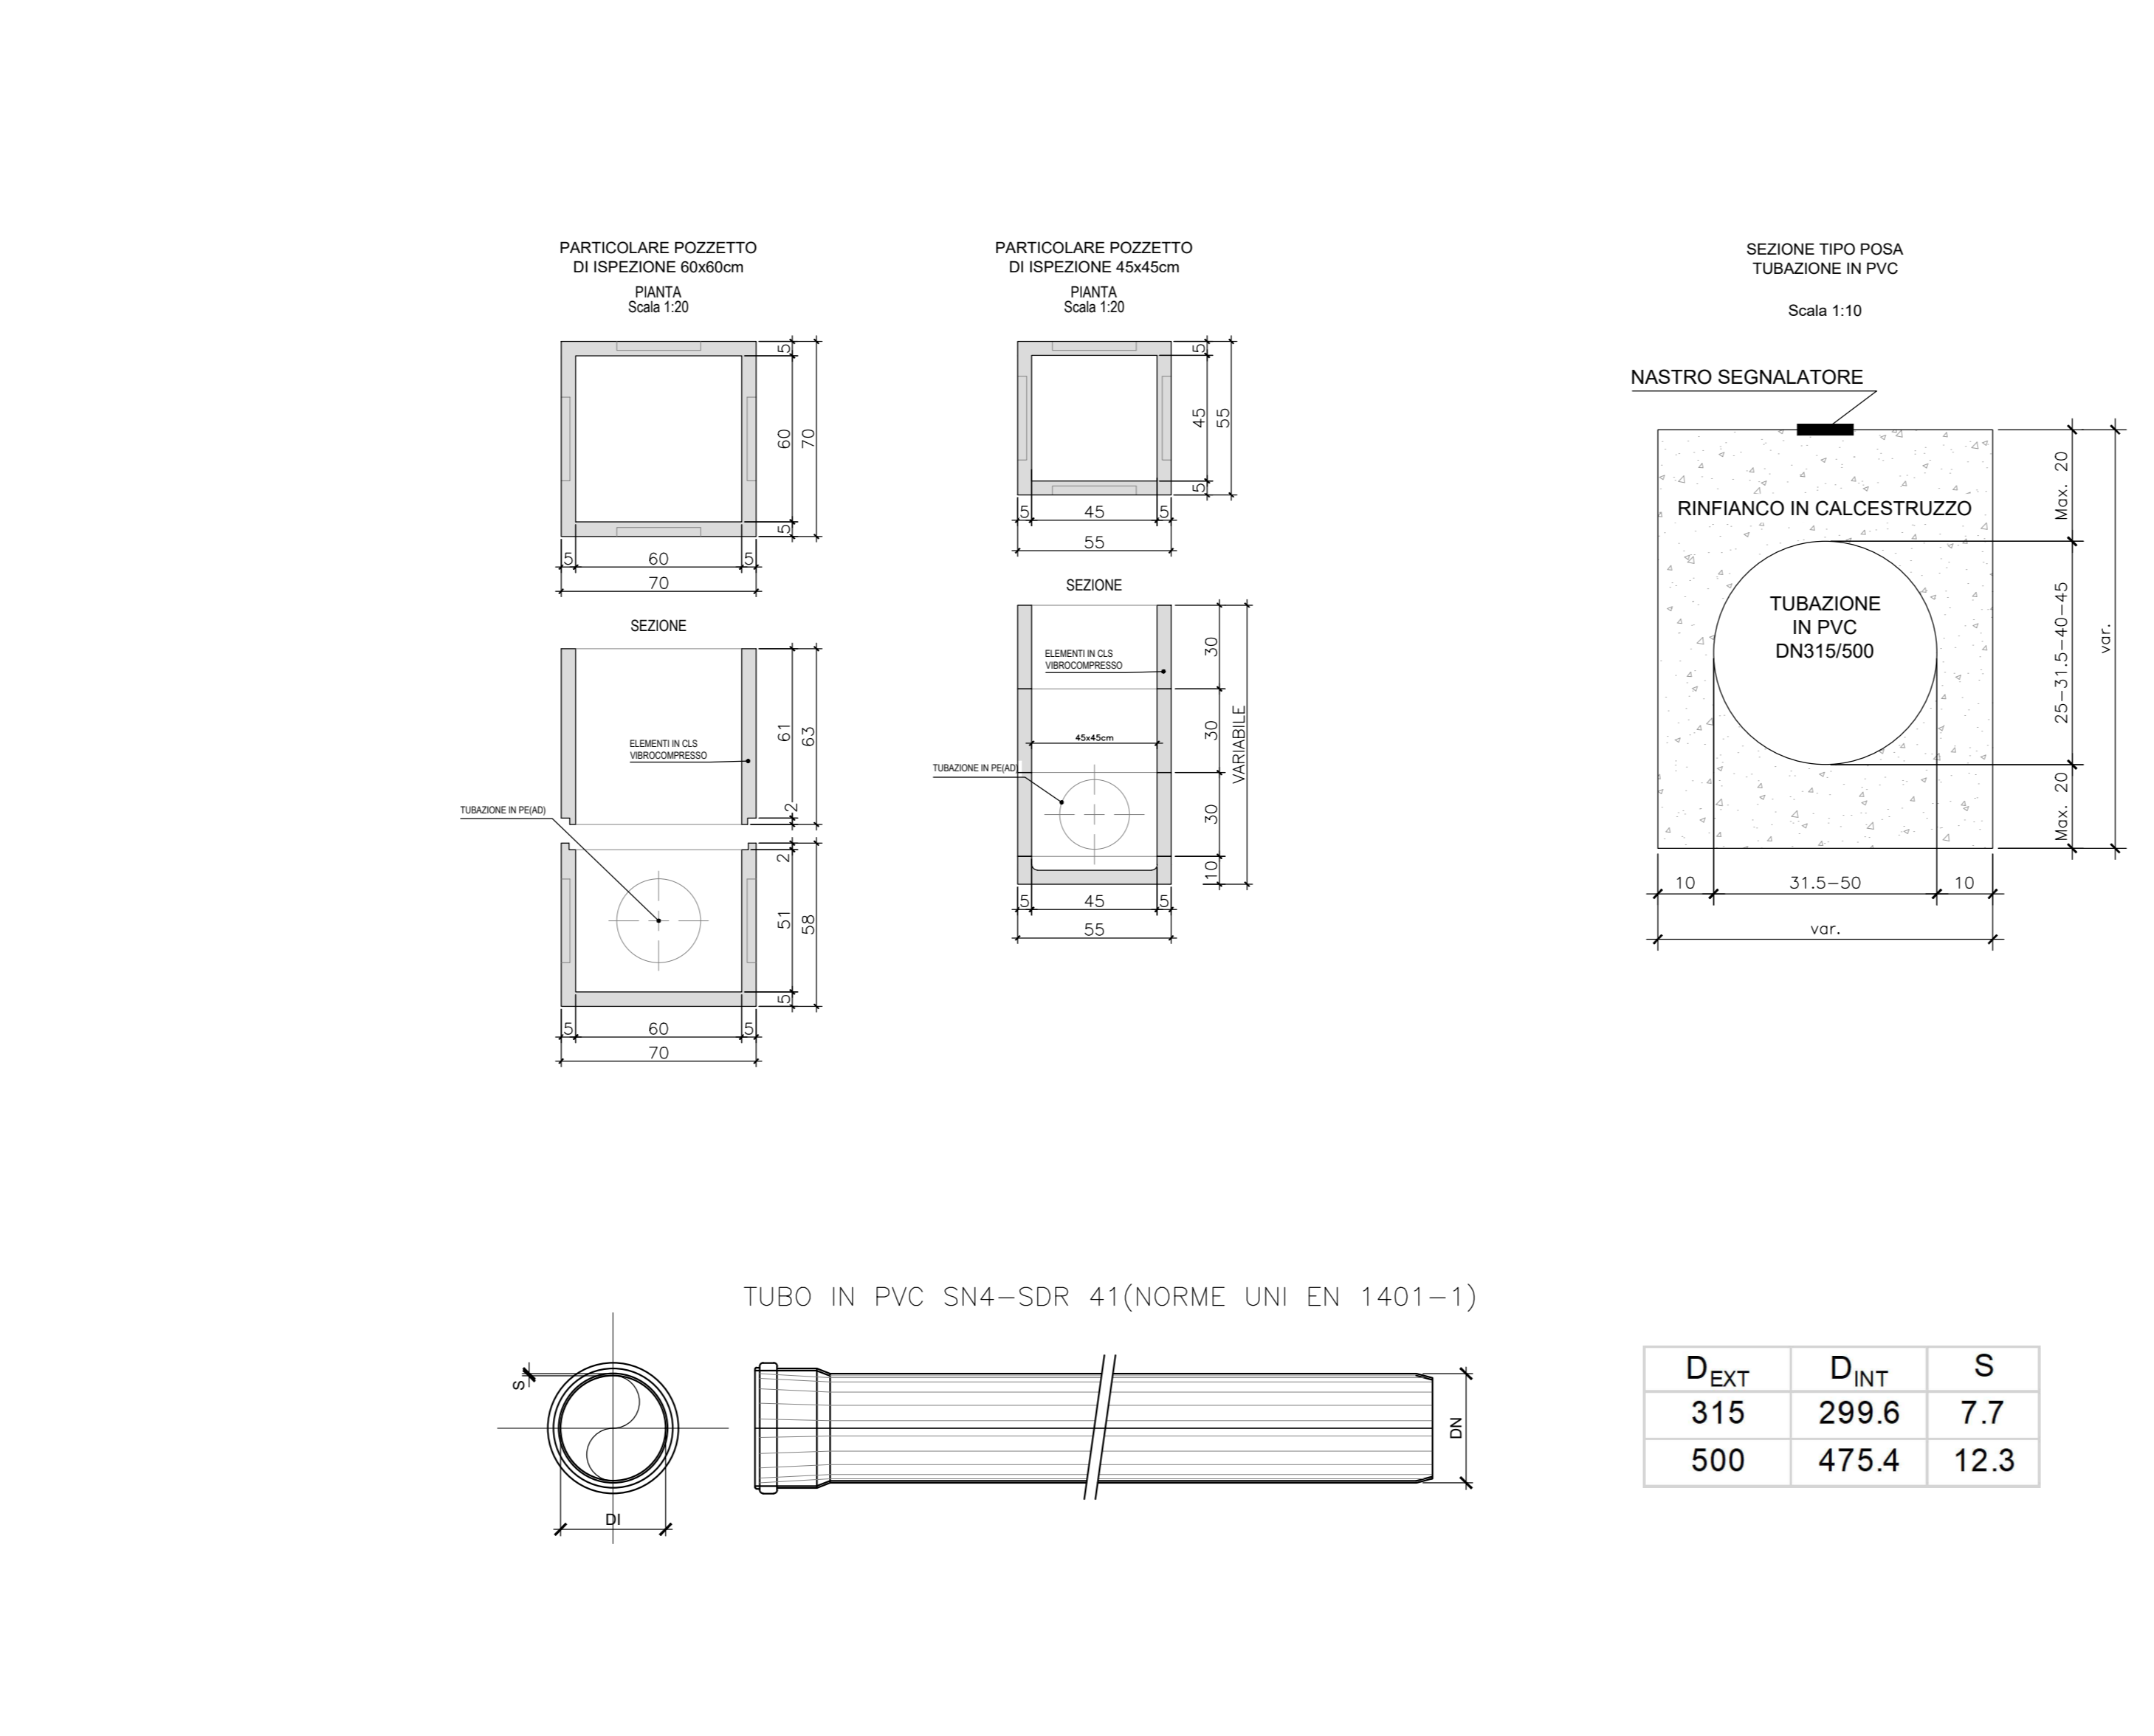 PARTICOLARE POZZETTO
DI ISPEZIONE 60x60cm
PIANTA
Scala 1:20
5
60
70
5
5
60
5
70
SEZIONE
ELEMENTI IN CLS
VIBROCOMPRESSO
61
63
2
TUBAZIONE IN PE(AD)
2
51
58
5
5
60
5
70
PARTICOLARE POZZETTO
DI ISPEZIONE 45x45cm
PIANTA
Scala 1:20
5
45
55
5
5
45
5
55
SEZIONE
ELEMENTI IN CLS
VIBROCOMPRESSO
30
30
VARIABILE
45x45cm
TUBAZIONE IN PE(AD)
30
10
5
45
5
55
SEZIONE TIPO POSA
TUBAZIONE IN PVC
Scala 1:10
NASTRO SEGNALATORE
Max. 20
RINFIANCO IN CALCESTRUZZO
TUBAZIONE
IN PVC
DN315/500
25-31.5-40-45
var.
Max. 20
10
31.5-50
10
var.
TUBO IN PVC SN4-SDR 41(NORME UNI EN 1401-1)
S
DI
DN
DEXT DINT S
315 299.6 7.7
500 475.4 12.3